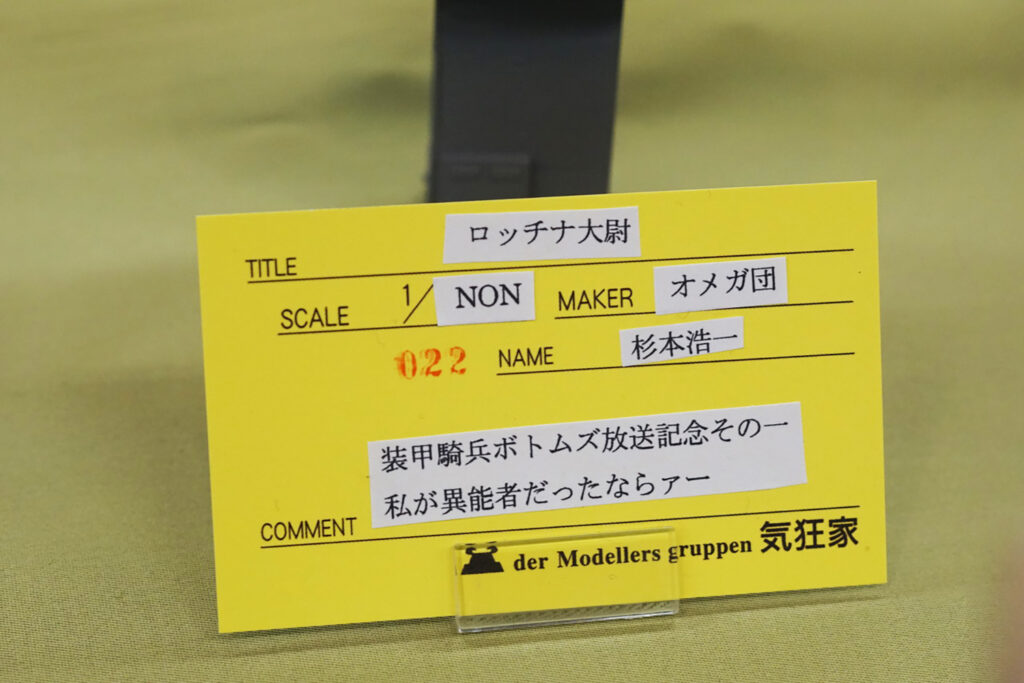 TITLE ロッチナ大尉
SCALE 1/NON MAKER オメガ団
022 NAME 杉本浩一
装甲騎兵ボトムズ放送記念その一
私が異能者だったならァー
COMMENT
der Modellers gruppen 気狂家